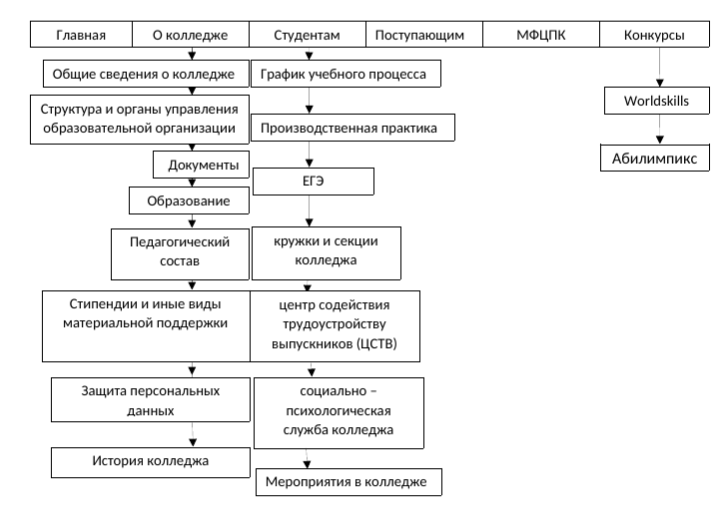 Главная
О колледже
Студентам
Поступающим
МФЦПК
Конкурсы
Общие сведения о колледже
Структура и органы управления
образовательной организации
Документы
Образование
Педагогический
состав
Стипендии и иные виды
материальной поддержки
Защита персональных
данных
История колледжа
График учебного процесса
Производственная практика
ЕГЭ
кружки и секции
колледжа
центр содействия
трудоустройству
выпускников (ЦСТВ)
социально –
психологическая
служба колледжа
Мероприятия в колледже
Worldskills
Абилимпикс